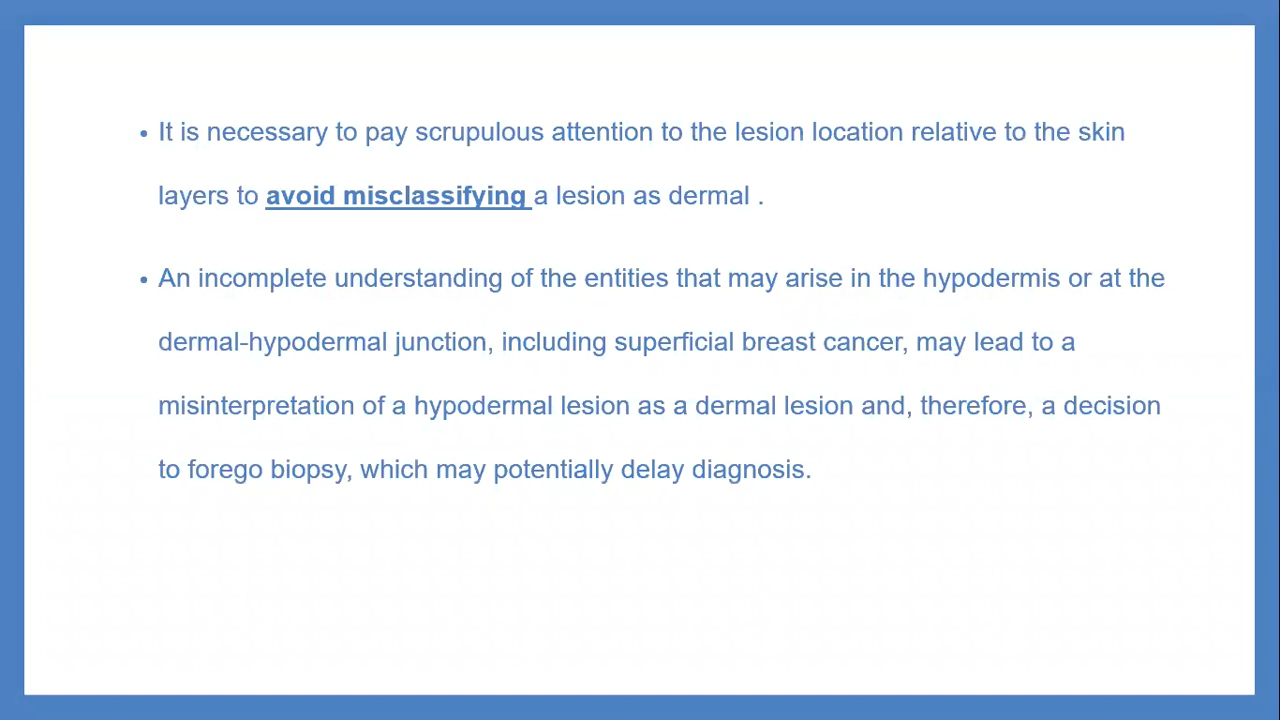 • It is necessary to pay scrupulous attention to the lesion location relative to the skin
layers to avoid misclassifying a lesion as dermal .
• An incomplete understanding of the entities that may arise in the hypodermis or at the
dermal-hypodermal junction, including superficial breast cancer, may lead to a
misinterpretation of a hypodermal lesion as a dermal lesion and, therefore, a decision
to forego biopsy, which may potentially delay diagnosis.